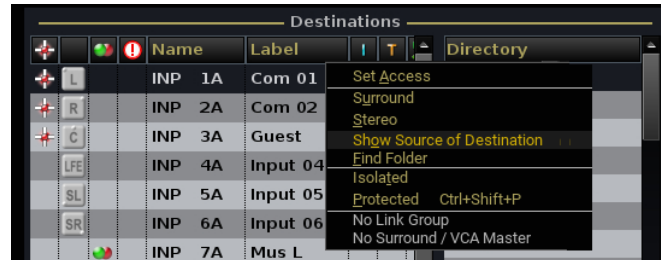 Destinations
Name Label I T Directory
L INP 1A Com 01
R INP 2A Com 02
C INP 3A Guest
LFE INP 4A Input 04
SL INP 5A Input 05
SR INP 6A Input 06
INP 7A Mus L
Set Access
Surround
Stereo
Show Source of Destination
Find Folder
Isolated
Protected Ctrl+Shift+P
No Link Group
No Surround / VCA Master